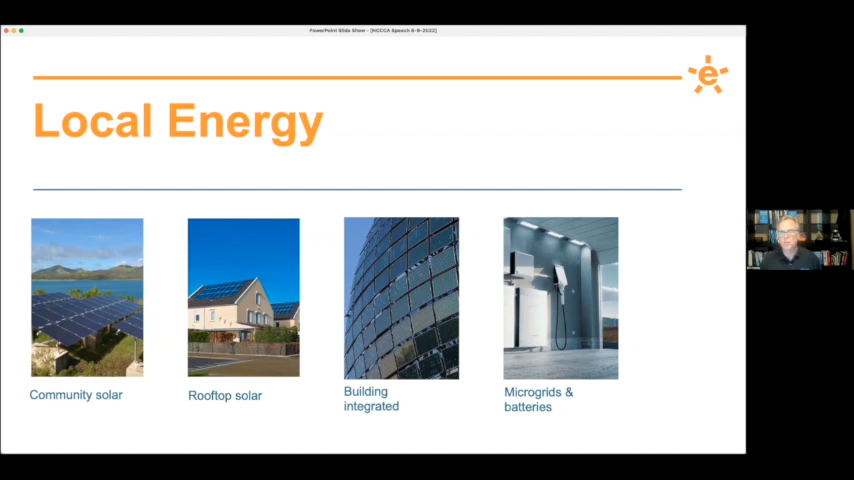 PowerPoint Slide Show - [NCCCA Speech 6-9-2022]
e
Local Energy
Community solar
Rooftop solar
Building
integrated
Microgrids &
batteries